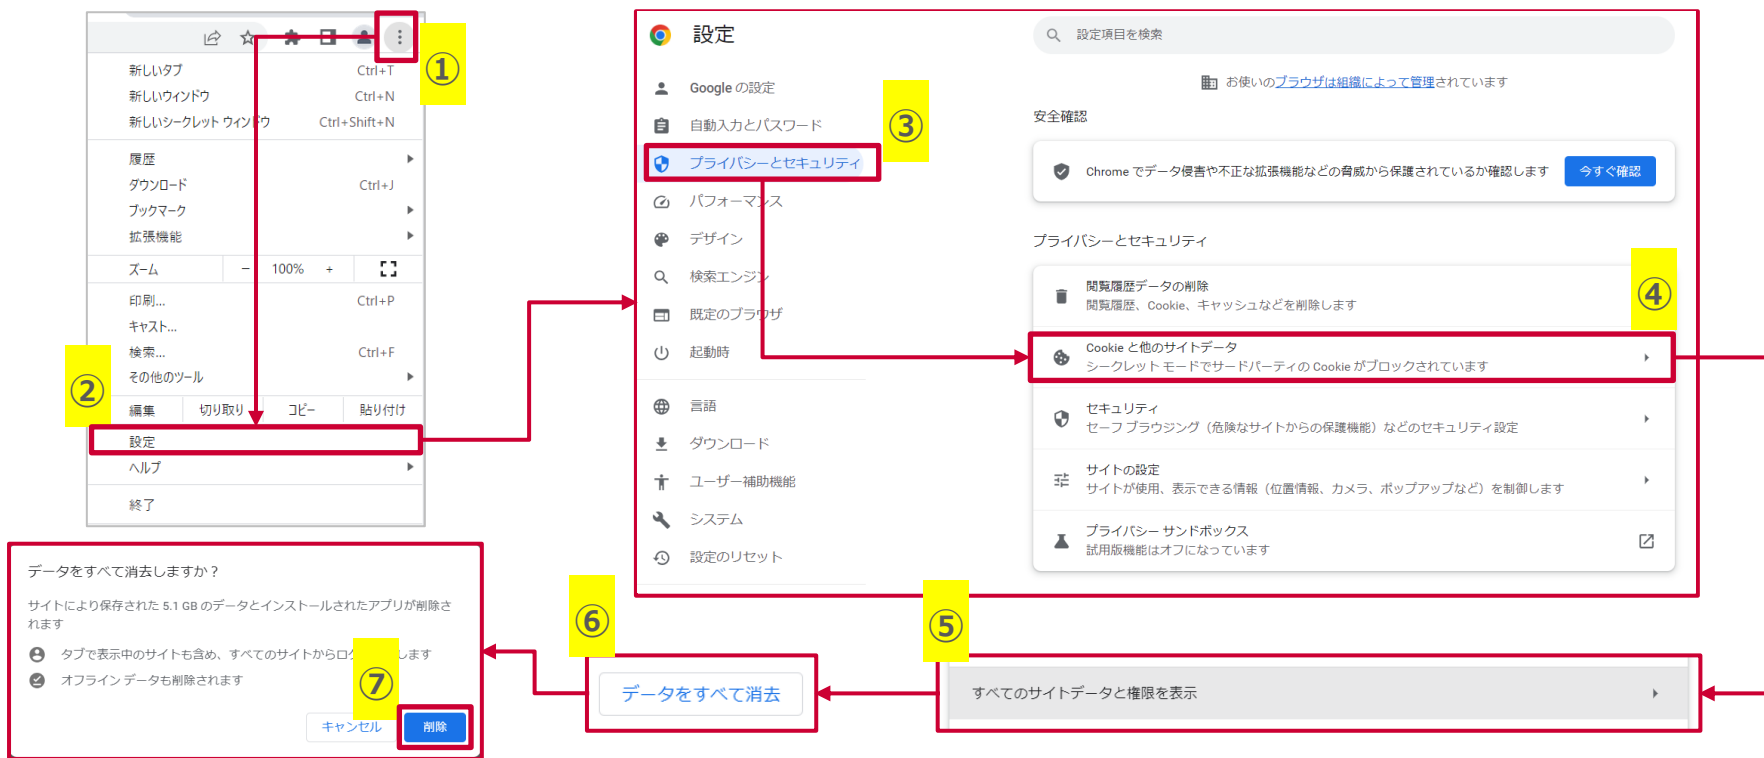 ①
新しいタブ Ctrl+T
新しいウィンドウ Ctrl+N
新しいシークレット ウィンドウ Ctrl+Shift+N
履歴
ダウンロード Ctrl+J
ブックマーク
拡張機能
ズーム − 100% +
印刷... Ctrl+P
キャスト...
検索... Ctrl+F
その他のツール
②
編集 切り取り コピー 貼り付け
設定
ヘルプ
終了
設定
設定項目を検索
Google の設定
③
自動入力とパスワード
プライバシーとセキュリティ
パフォーマンス
デザイン
検索エンジン
既定のブラウザ
起動時
言語
ダウンロード
ユーザー補助機能
システム
設定のリセット
お使いのブラウザは組織によって管理されています
安全確認
Chrome でデータ侵害や不正な拡張機能などの脅威から保護されているか確認します 今すぐ確認
プライバシーとセキュリティ
④
閲覧履歴データの削除
閲覧履歴、Cookie、キャッシュなどを削除します
Cookie と他のサイトデータ
シークレット モードでサードパーティの Cookie がブロックされています
セキュリティ
セーフ ブラウジング（危険なサイトからの保護機能）などのセキュリティ設定
サイトの設定
サイトが使用、表示できる情報（位置情報、カメラ、ポップアップなど）を制御します
プライバシー サンドボックス
試用版機能はオフになっています
⑤
すべてのサイトデータと権限を表示
⑥
データをすべて消去
データをすべて消去しますか？
サイトにより保存された 5.1 GB のデータとインストールされたアプリが削除さ
れます
タブで表示中のサイトも含め、すべてのサイトからロ します
オフライン データも削除されます
⑦
キャンセル 削除